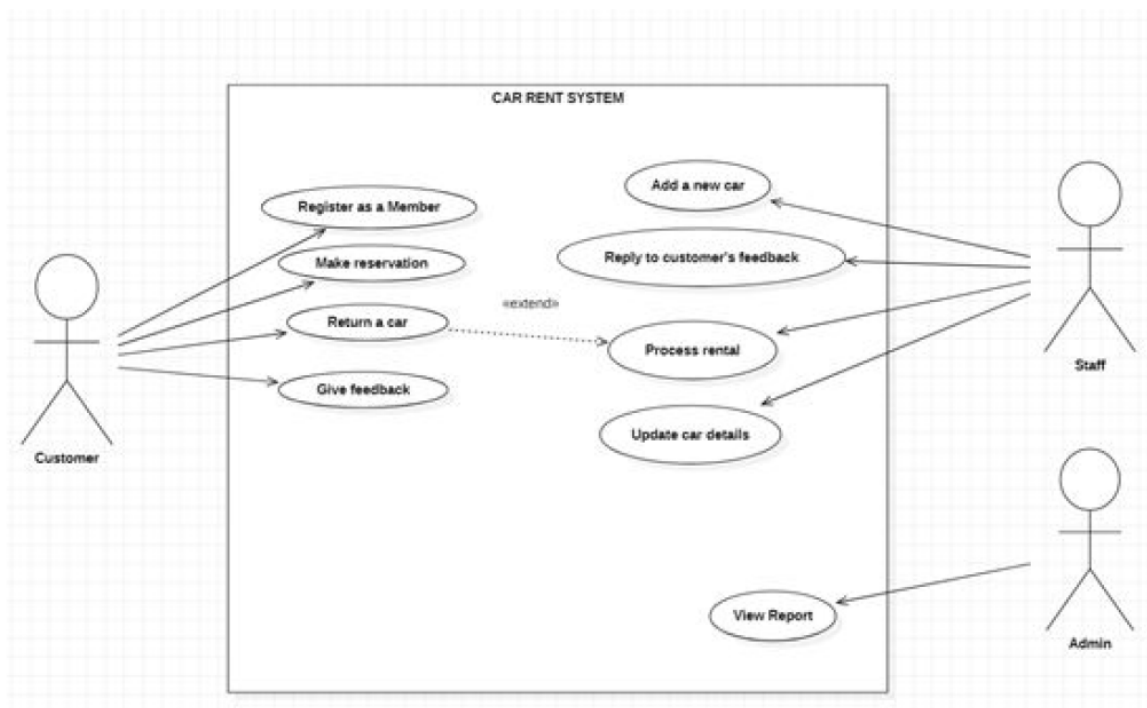 CAR RENT SYSTEM
Register as a Member
Make reservation
Return a car
Give feedback
«extend»
Add a new car
Reply to customer's feedback
Process rental
Update car details
View Report
Customer
Staff
Admin